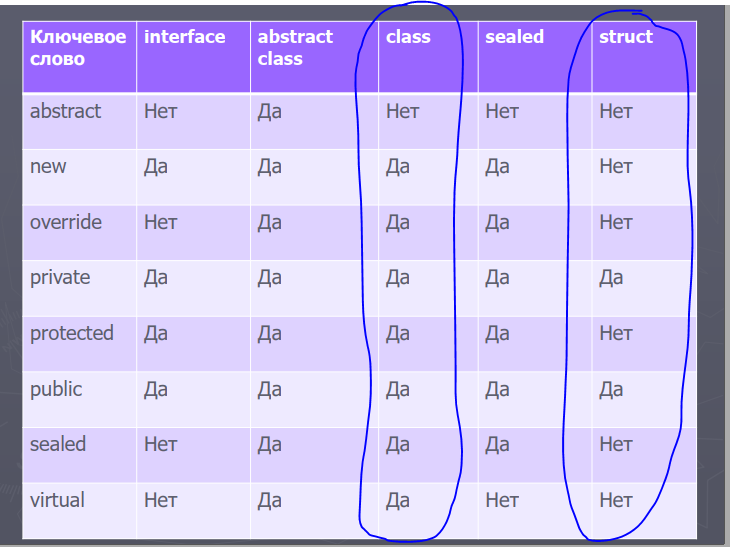 Ключевое слово interface abstract class class sealed struct
abstract Нет Да Нет Нет Нет
new Да Да Да Да Нет
override Нет Да Да Да Нет
private Да Да Да Да Да
protected Да Да Да Да Нет
public Да Да Да Да Да
sealed Нет Да Да Да Нет
virtual Нет Да Да Нет Нет